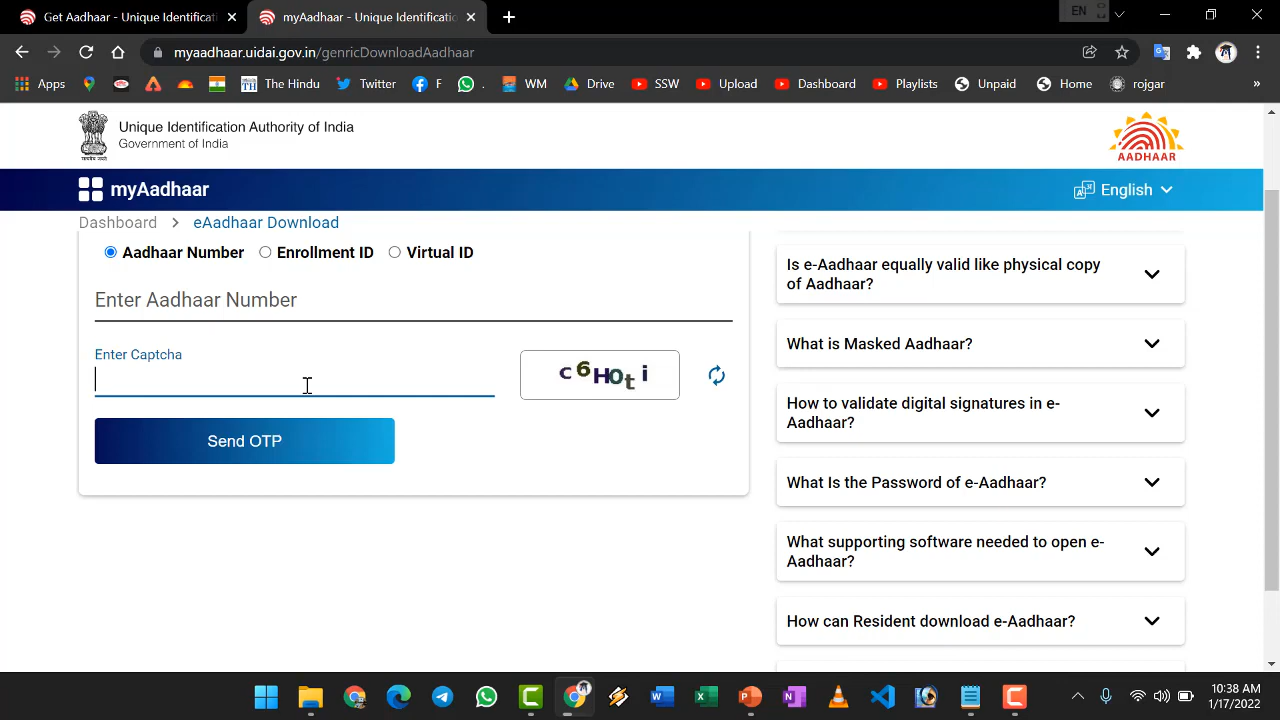 Get Aadhaar - Unique Identificati
myAadhaar - Unique Identificatio
EN
myaadhaar.uidai.gov.in/genricDownloadAadhaar
Apps
The Hindu
Twitter
F
.
WM
Drive
SSW
Upload
Dashboard
Playlists
Unpaid
Home
rojgar
»
Unique Identification Authority of India
Government of India
AADHAAR
myAadhaar
English
Dashboard > eAadhaar Download
Aadhaar Number
Enrollment ID
Virtual ID
Enter Aadhaar Number
Enter Captcha
c6H0ti
Send OTP
Is e-Aadhaar equally valid like physical copy
of Aadhaar?
What is Masked Aadhaar?
How to validate digital signatures in e-
Aadhaar?
What Is the Password of e-Aadhaar?
What supporting software needed to open e-
Aadhaar?
How can Resident download e-Aadhaar?
10:38 AM
1/17/2022